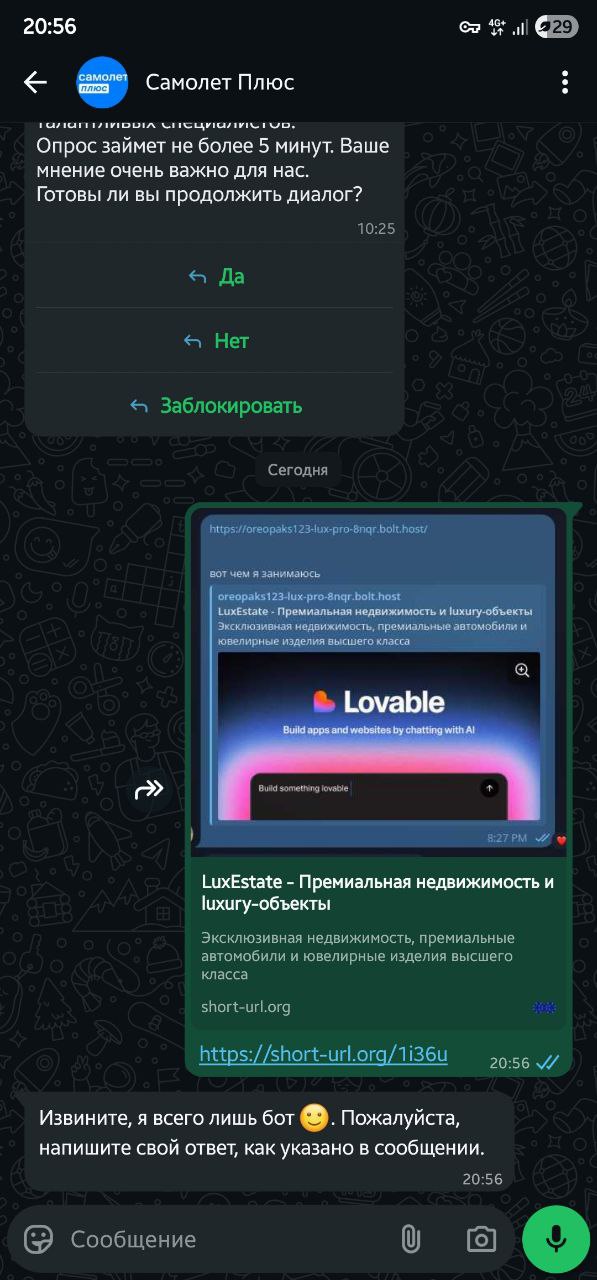 20:56
4G+
29
самолет
плюс
Самолет Плюс
талантливых специалистов.
Опрос займет не более 5 минут. Ваше
мнение очень важно для нас.
Готовы ли вы продолжить диалог?
10:25
Да
Нет
Заблокировать
Сегодня
https://oreopaks123-lux-pro-8nqr.bolt.host/
вот чем я занимаюсь
oreopaks123-lux-pro-8nqr.bolt.host
LuxEstate - Премиальная недвижимость и luxury-объекты
Эксклюзивная недвижимость, премиальные автомобили и
ювелирные изделия высшего класса
Lovable
Build apps and websites by chatting with AI
Build something lovable
8:27 PM
LuxEstate - Премиальная недвижимость и
luxury-объекты
Эксклюзивная недвижимость, премиальные
автомобили и ювелирные изделия высшего
класса
short-url.org
https://short-url.org/1i36u
20:56
Извините, я всего лишь бот 🙂. Пожалуйста,
напишите свой ответ, как указано в сообщении.
20:56
Сообщение